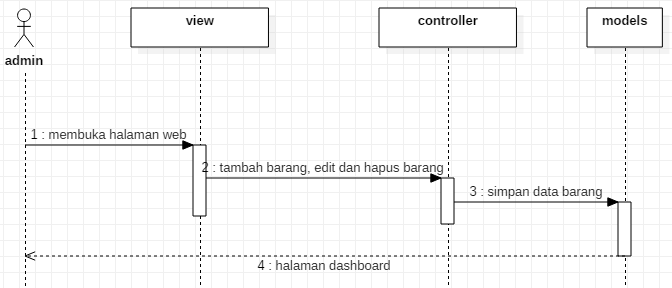 view
controller
models
admin
1 : membuka halaman web
2 : tambah barang, edit dan hapus barang
3 : simpan data barang
4 : halaman dashboard